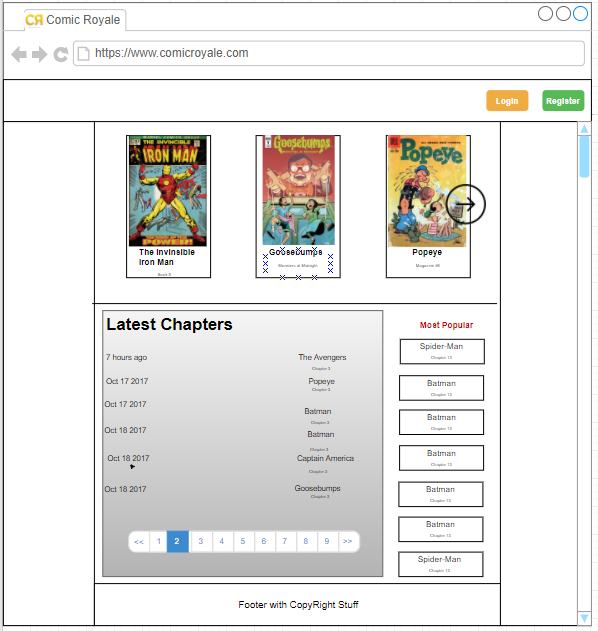 CR Comic Royale
https://www.comicroyale.com
Login
Register
THE INVINCIBLE
IRON MAN
POWER!
Goosebumps
Popeye
The Invincible
Iron Man
Book 3
Goosebumps
Monsters at Midnight
Popeye
Magazine #6
Latest Chapters
7 hours ago
The Avengers
Chapter 3
Oct 17 2017
Popeye
Chapter 3
Oct 17 2017
Batman
Chapter 3
Oct 18 2017
Batman
Chapter 3
Oct 18 2017
Captain America
Chapter 3
Oct 18 2017
Goosebumps
Chapter 3
<< 1 2 3 4 5 6 7 8 9 >>
Most Popular
Spider-Man
Chapter 13
Batman
Chapter 13
Batman
Chapter 13
Batman
Chapter 13
Batman
Chapter 13
Batman
Chapter 13
Spider-Man
Chapter 13
Footer with CopyRight Stuff